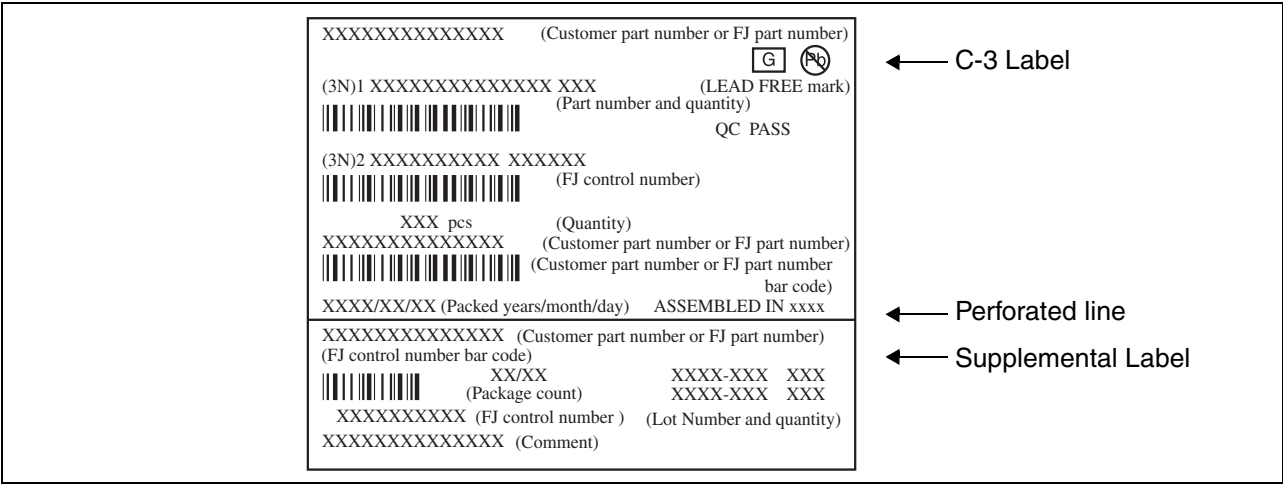 XXXXXXXXXXXXXX (Customer part number or FJ part number)
G Pb
C-3 Label
(3N)1 XXXXXXXXXXXXXX XXX (LEAD FREE mark)
(Part number and quantity)
QC PASS
(3N)2 XXXXXXXXXX XXXXXX
(FJ control number)
XXX pcs (Quantity)
XXXXXXXXXXXXXX (Customer part number or FJ part number)
(Customer part number or FJ part number
bar code)
XXXX/XX/XX (Packed years/month/day) ASSEMBLED IN xxxx
Perforated line
XXXXXXXXXXXXXX (Customer part number or FJ part number)
(FJ control number bar code)
Supplemental Label
XX/XX XXXX-XXX XXX
(Package count) XXXX-XXX XXX
XXXXXXXXXX (FJ control number ) (Lot Number and quantity)
XXXXXXXXXXXXXX (Comment)